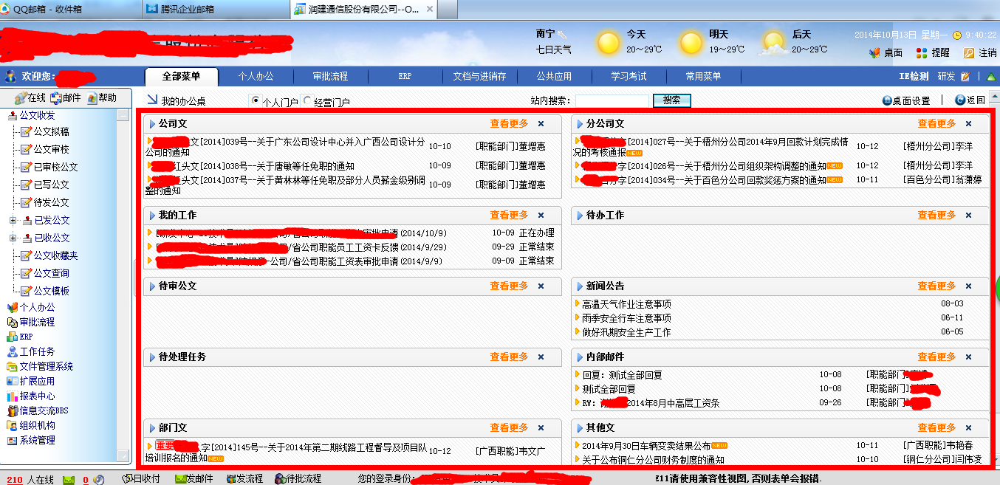 QQ邮箱 - 收件箱
腾讯企业邮箱
润建通信股份有限公司--O...
南宁
七日天气
今天
20~29℃
明天
19~29℃
后天
20~29℃
2014年10月13日 星期一 9:40:22
桌面 提醒 注销
欢迎您:
全部菜单 个人办公 审批流程 ERP 文档与进销存 公共应用 学习考试 常用菜单
IE检测 研发
在线 邮件 帮助
我的办公桌 个人门户 经营门户 站内搜索: 搜索 桌面设置 | 返回
公文收发
公文拟稿
公文审核
已审核公文
已写公文
待发公文
已发公文
已收公文
公文收藏夹
公文查询
公文模板
个人办公
审批流程
ERP
工作任务
文件管理系统
扩展应用
报表中心
信息交流BBS
组织机构
系统管理
公司文 查看更多
文[2014]039号--关于广东公司设计中心并入广西公司设计分公司的通知 10-10 [职能部门]董增惠
红头文[2014]038号--关于唐敏等任免职的通知 10-09 [职能部门]董增惠
头文[2014]037号--关于黄林林等任免职及部分人员薪金级别调整的通知 10-09 [职能部门]董增惠
分公司文 查看更多
字[2014]027号--关于梧州分公司2014年9月回款计划完成情况的考核通报NEW 10-12 [梧州分公司]李洋
字[2014]026号--关于梧州分公司组织架构调整的通知NEW 10-12 [梧州分公司]李洋
字[2014]034号--关于百色分公司回款奖惩方案的通知NEW 10-11 [百色分公司]翁潇婷
我的工作 查看更多
审批申请(2014/10/9) 10-09 正在办理
司/省公司职能员工工资卡反馈(2014/9/29) 09-29 正常结束
-公司/省公司职能工资表审批申请(2014/9/9) 09-09 正常结束
待办工作 查看更多
待审公文 查看更多
新闻公告 查看更多
高温天气作业注意事项 08-03
雨季安全行车注意事项 06-11
做好汛期安全生产工作 06-05
待处理任务 查看更多
内部邮件 查看更多
回复: 测试全部回复 10-08 [职能部门]
测试全部回复 10-08 [职能部门]
RW: 2014年8月中高层工资条 09-26 [职能部门]
部门文 查看更多
重要 字[2014]145号--关于2014年第二期线路工程督导及项目队培训报名的通知NEW 10-12 [广西职能]韦文广
其他文 查看更多
2014年9月30日车辆变卖结果公布NEW 10-11 [广西职能]韦艳春
关于公布铜仁分公司财务制度的通知 10-10 [铜仁分公司]闫伟凌
210 人在线 0 日收付 发邮件 发流程 待批流程 您的登录身份: E11请使用兼容性视图,否则表单会报错.